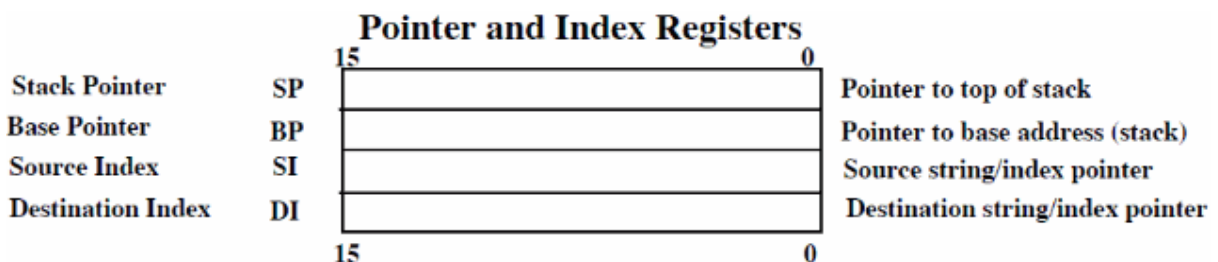 Pointer and Index Registers
15 0
Stack Pointer SP Pointer to top of stack
Base Pointer BP Pointer to base address (stack)
Source Index SI Source string/index pointer
Destination Index DI Destination string/index pointer
15 0